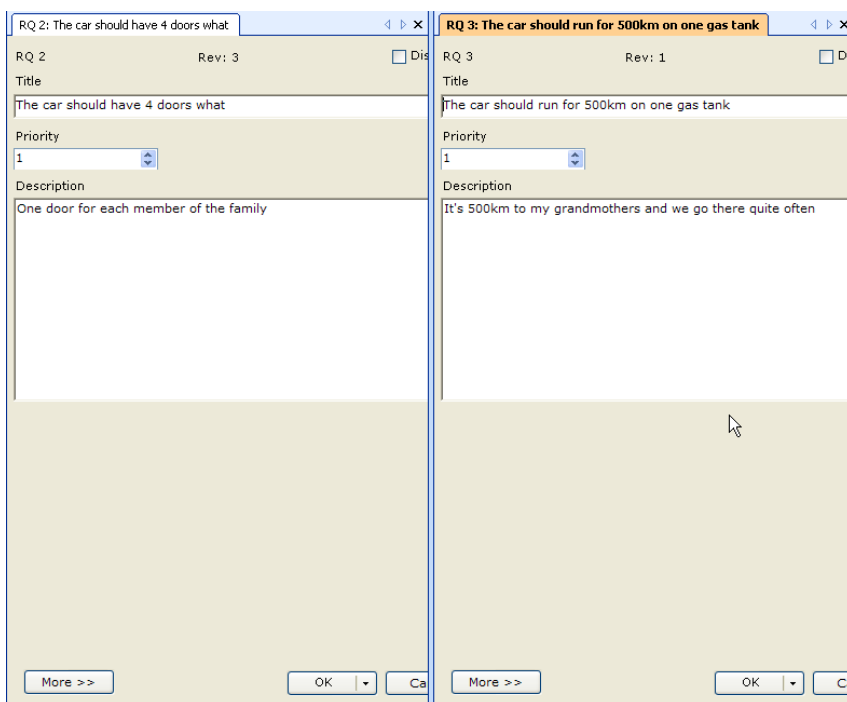 RQ 2: The car should have 4 doors what
RQ 2 Rev: 3 Dis
Title
The car should have 4 doors what
Priority
1
Description
One door for each member of the family
More >> OK Ca
RQ 3: The car should run for 500km on one gas tank
RQ 3 Rev: 1 D
Title
The car should run for 500km on one gas tank
Priority
1
Description
It's 500km to my grandmothers and we go there quite often
More >> OK C